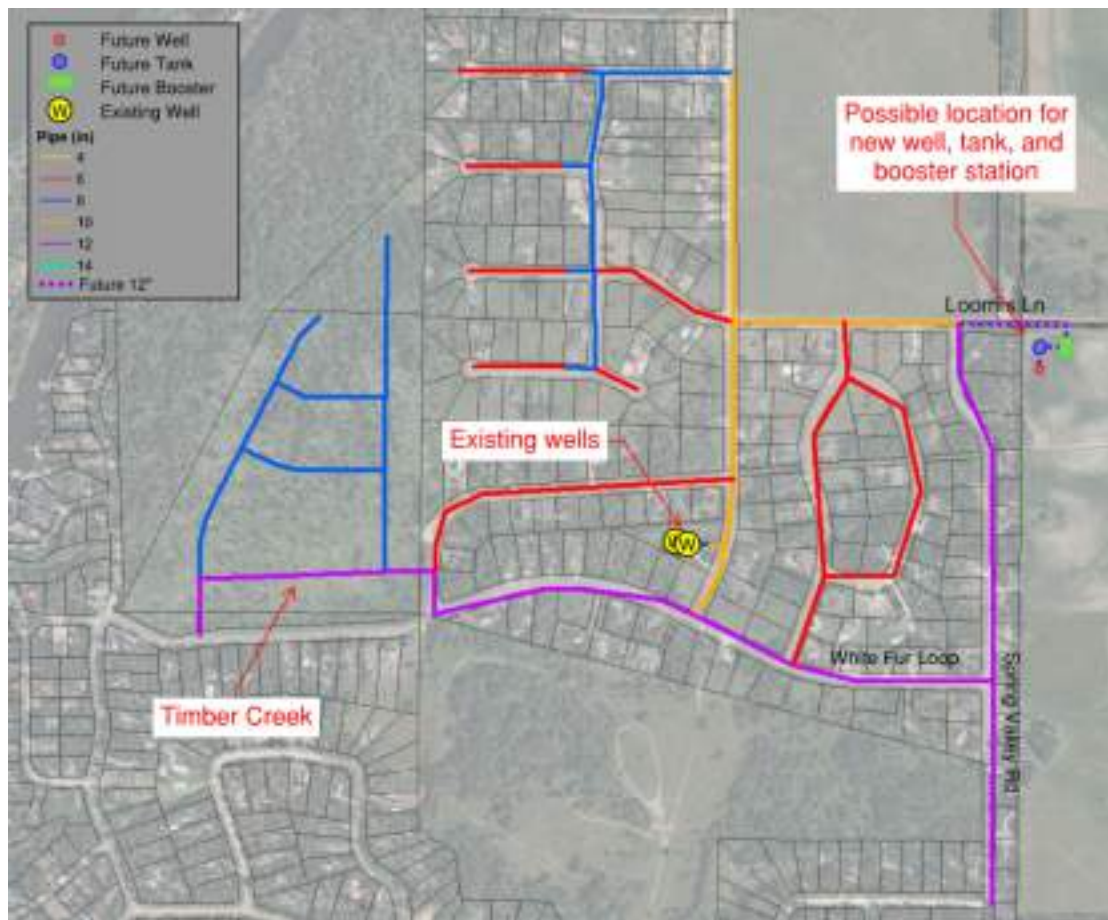 Future Well
Future Tank
Future Booster
W Existing Well
Pipe (in)
4
6
8
10
12
14
Future 12"
Possible location for
new well, tank, and
booster station
Loomis Ln
Existing wells
W
White Fur Loop
Spring Valley Rd
Timber Creek